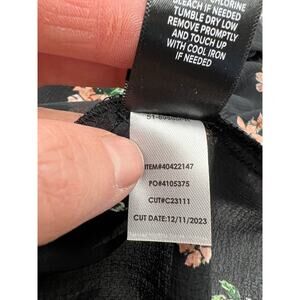 BLEACH IF NEEDED
TUMBLE DRY LOW
REMOVE PROMPTLY
AND TOUCH UP
WITH COOL IRON
IF NEEDED
ITEM#40422147
PO#4105375
CUT#C23111
CUT DATE:12/11/2023